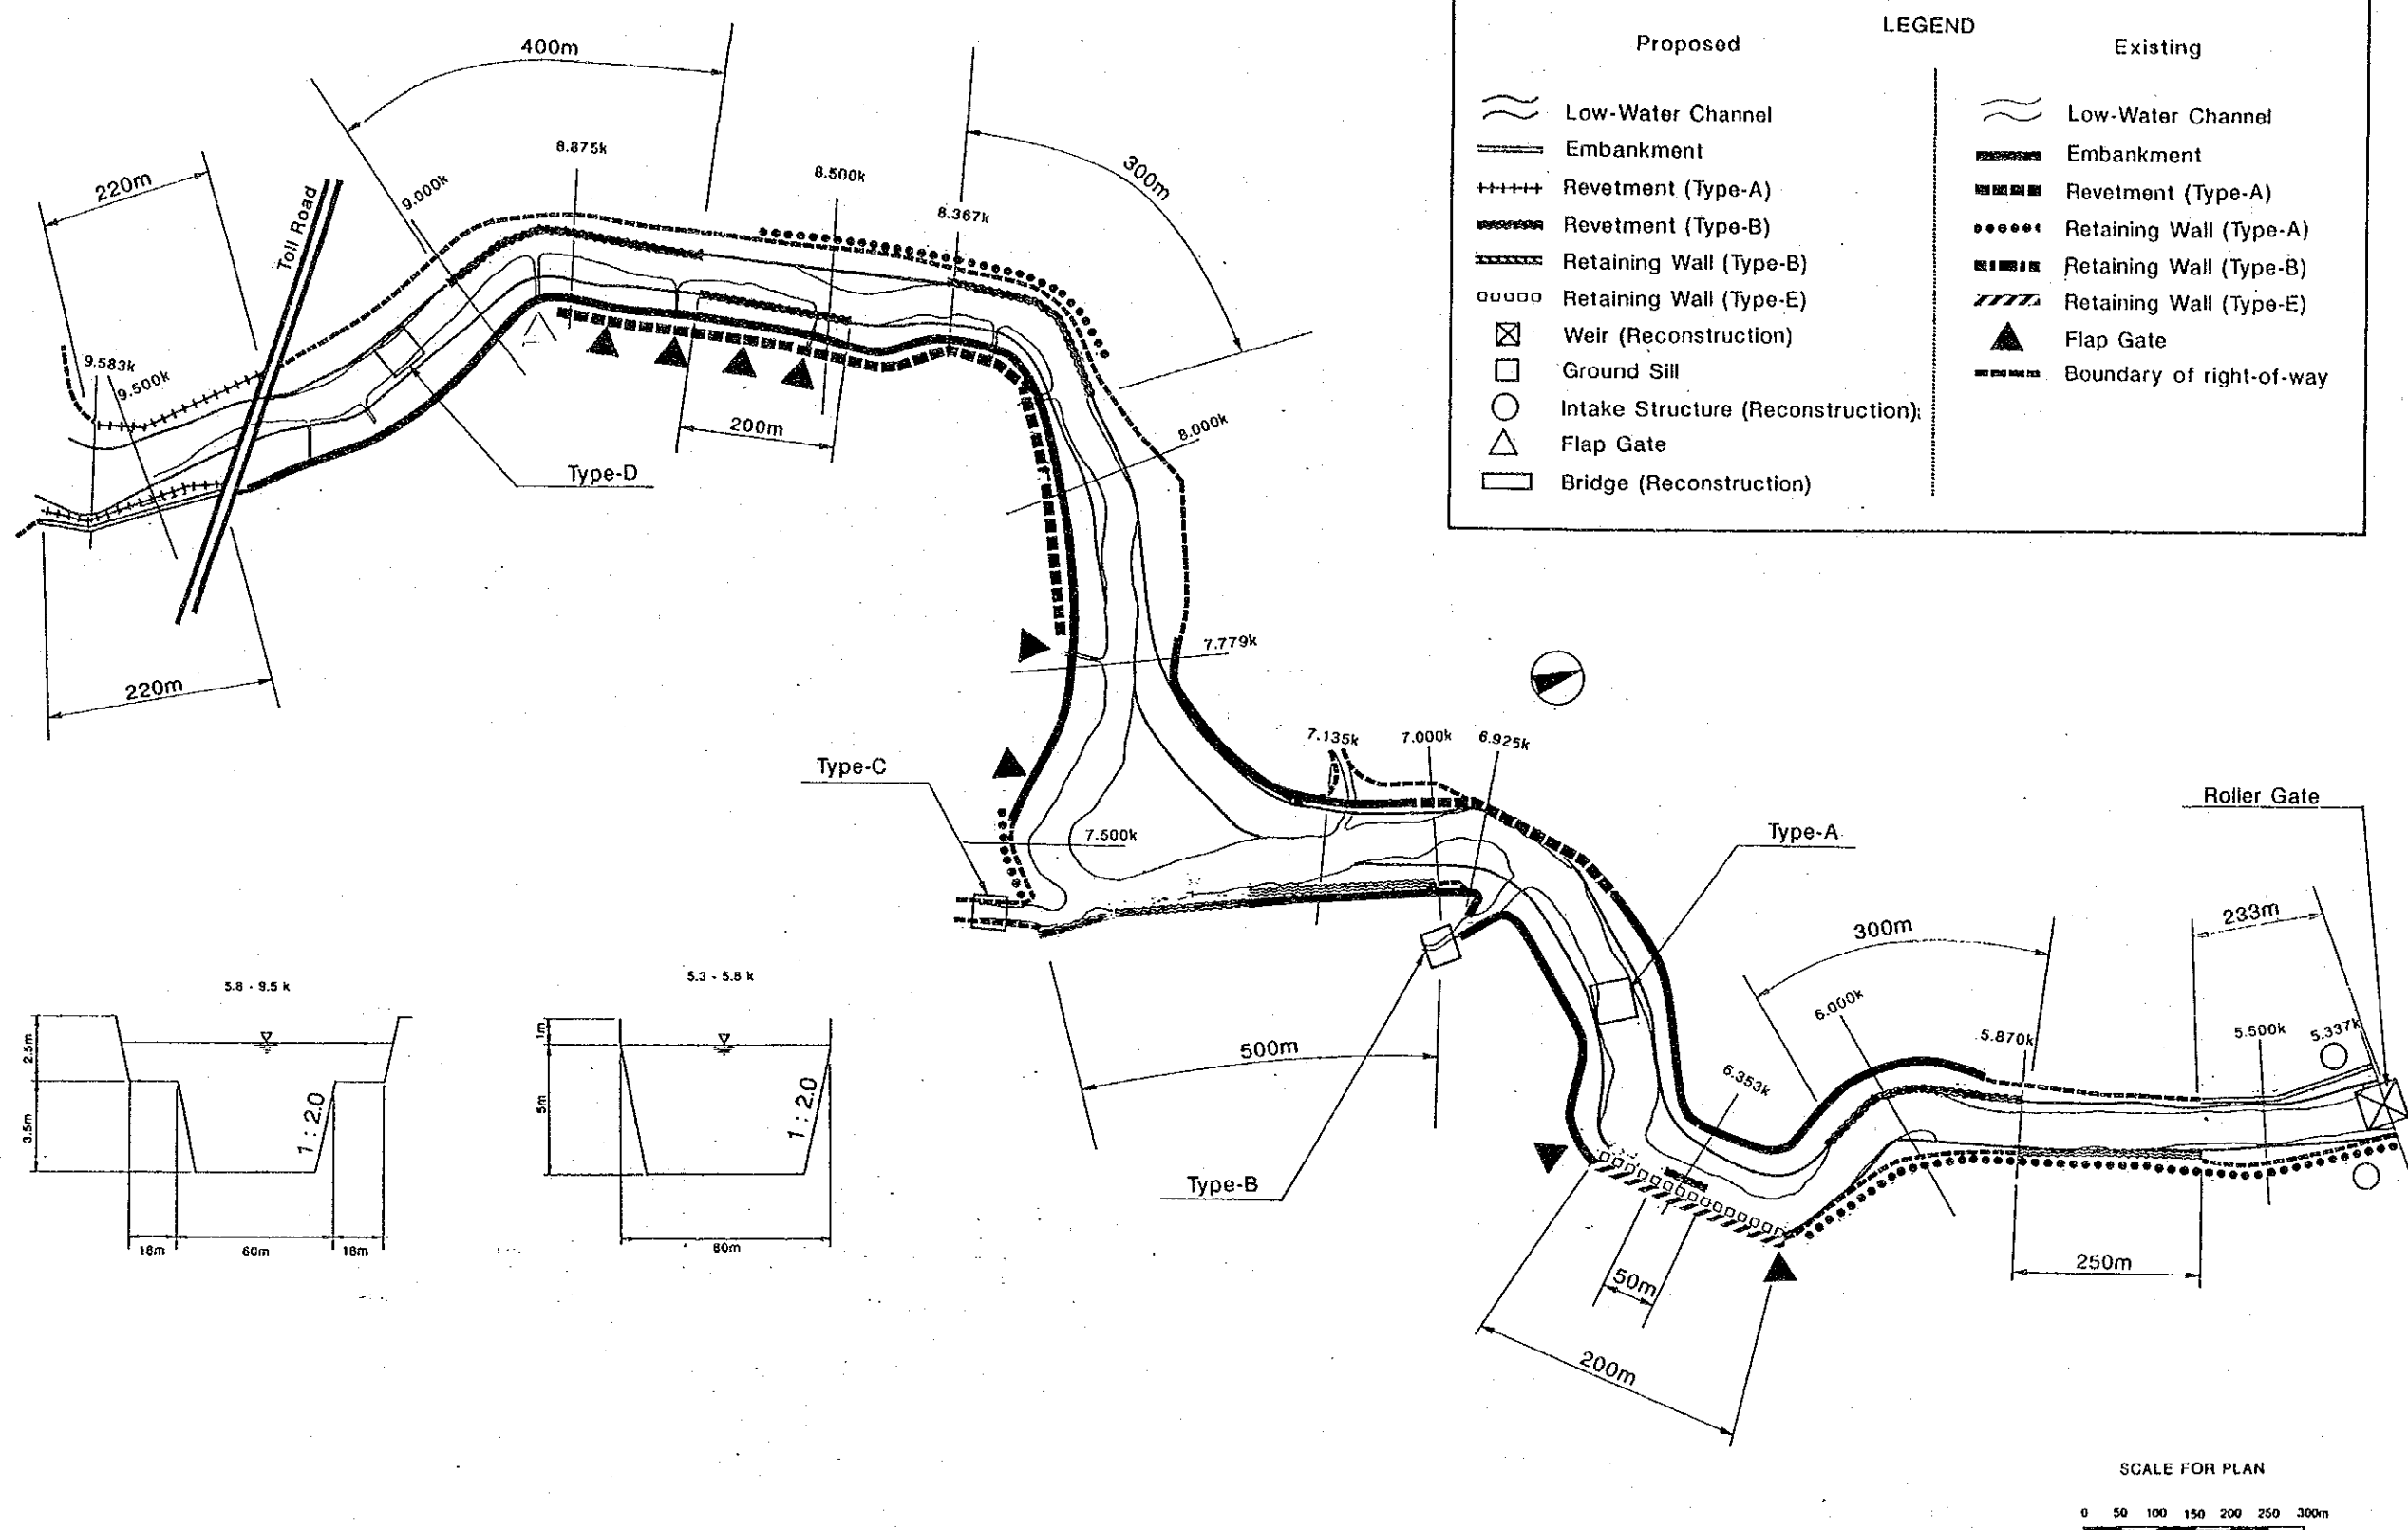 LEGEND
Proposed
Existing
Low-Water Channel
Embankment
Revetment (Type-A)
Revetment (Type-B)
Retaining Wall (Type-B)
Retaining Wall (Type-E)
Weir (Reconstruction)
Ground Sill
Intake Structure (Reconstruction)
Flap Gate
Bridge (Reconstruction)
Low-Water Channel
Embankment
Revetment (Type-A)
Retaining Wall (Type-A)
Retaining Wall (Type-B)
Retaining Wall (Type-E)
Flap Gate
Boundary of right-of-way
400m
220m
Toll Road
9.000k
8.875k
8.500k
8.367k
300m
9.583k
9.500k
200m
Type-D
8.000k
220m
7.779k
7.135k
7.000k
6.925k
Type-C
7.500k
Type-A
Roller Gate
233m
300m
6.000k
5.870k
5.500k
5.337k
500m
6.353k
Type-B
50m
250m
200m
5.8 - 9.5 k
2.5m
3.5m
1:2.0
18m
60m
18m
5.3 - 5.8 k
1m
5m
1:2.0
80m
SCALE FOR PLAN
0 50 100 150 200 250 300m